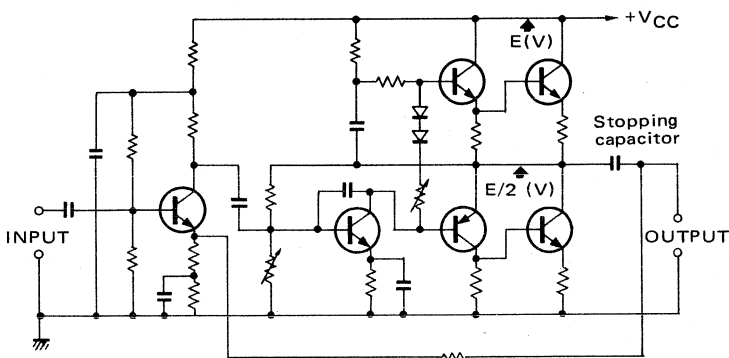 +VCC
E(V)
Stopping
capacitor
E/2 (V)
INPUT
OUTPUT